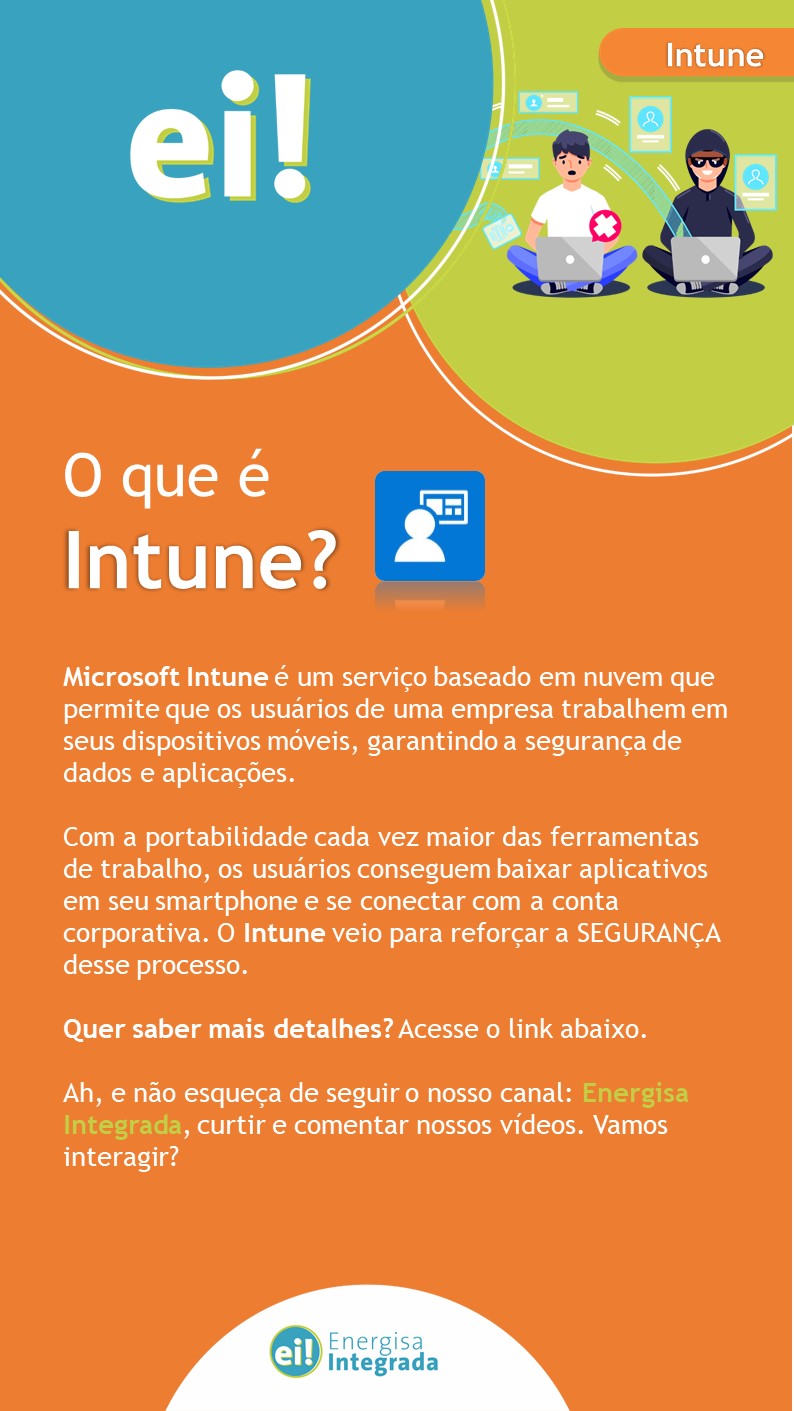 ei!
Intune
O que é
Intune?
Microsoft Intune é um serviço baseado em nuvem que
permite que os usuários de uma empresa trabalhem em
seus dispositivos móveis, garantindo a segurança de
dados e aplicações.
Com a portabilidade cada vez maior das ferramentas
de trabalho, os usuários conseguem baixar aplicativos
em seu smartphone e se conectar com a conta
corporativa. O Intune veio para reforçar a SEGURANÇA
desse processo.
Quer saber mais detalhes? Acesse o link abaixo.
Ah, e não esqueça de seguir o nosso canal: Energisa
Integrada, curtir e comentar nossos vídeos. Vamos
interagir?
ei! Energisa
Integrada